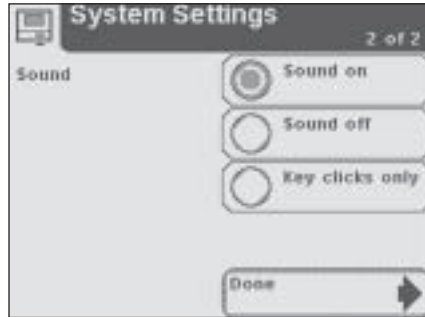 System Settings
2 of 2
Sound
Sound on
Sound off
Key clicks only
Done